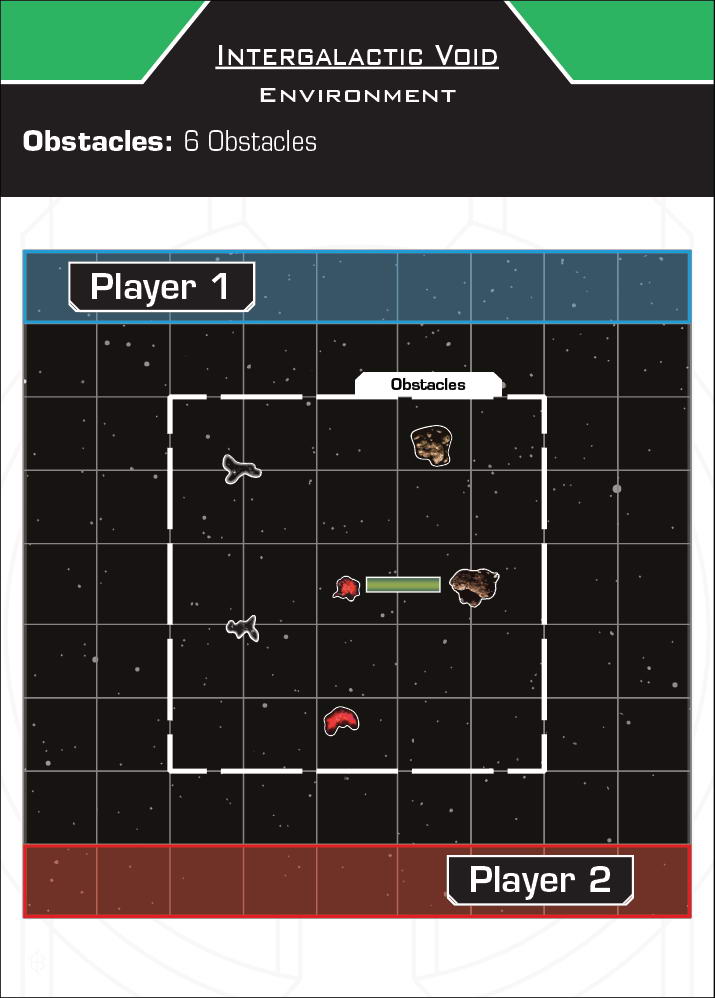 Intergalactic Void
Environment
Obstacles: 6 Obstacles
Player 1
Obstacles
Player 2